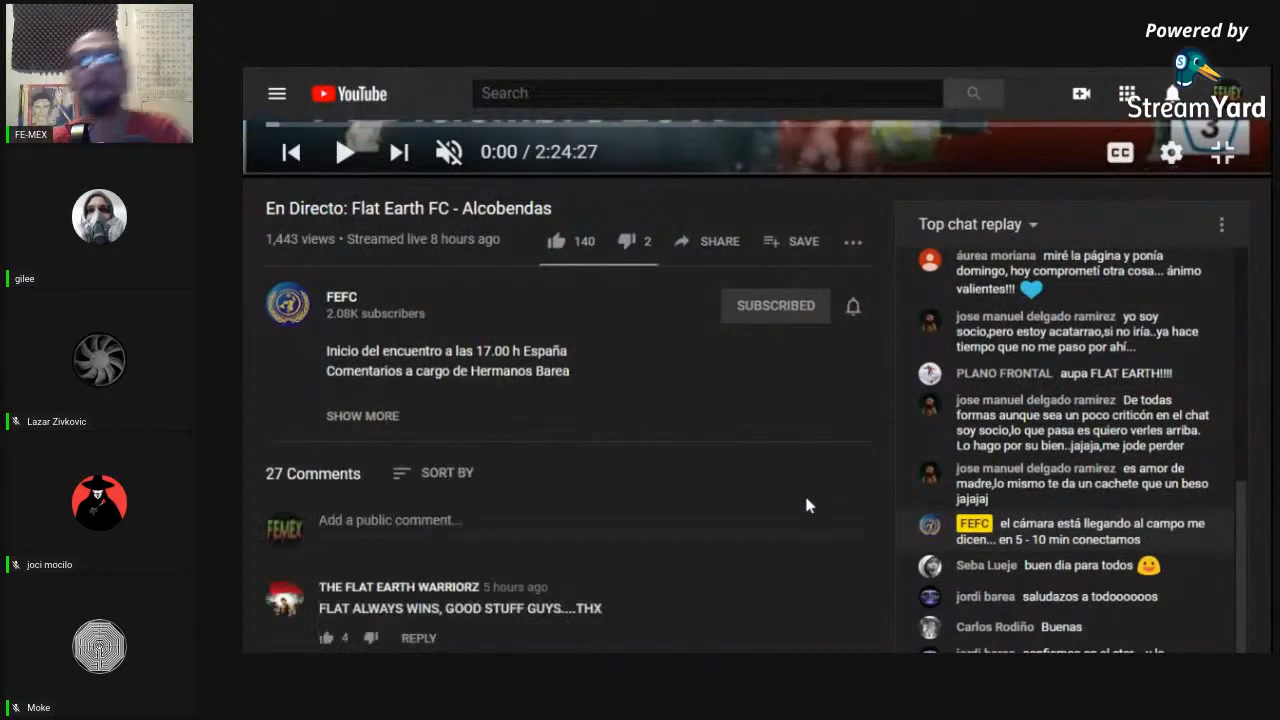 Powered by
StreamYard
FE-MEX
gilee
Lazar Zivkovic
joci mocilo
Moke
YouTube
Search
FEMEX
3
0:00 / 2:24:27
CC
En Directo: Flat Earth FC - Alcobendas
1,443 views • Streamed live 8 hours ago
140
2
SHARE
SAVE
FEFC
2.08K subscribers
SUBSCRIBED
Inicio del encuentro a las 17.00 h España
Comentarios a cargo de Hermanos Barea
SHOW MORE
27 Comments
SORT BY
FEMEX
Add a public comment...
THE FLAT EARTH WARRIORZ 5 hours ago
FLAT ALWAYS WINS, GOOD STUFF GUYS....THX
4
REPLY
Top chat replay
áurea moriana miré la página y ponía
domingo, hoy comprometí otra cosa... ánimo
valientes!!!
jose manuel delgado ramirez yo soy
socio,pero estoy acatarrao,si no iria..ya hace
tiempo que no me paso por ahí...
PLANO FRONTAL aupa FLAT EARTH!!!!
jose manuel delgado ramirez De todas
formas aunque sea un poco criticón en el chat
soy socio,lo que pasa es quiero verles arriba.
Lo hago por su bien..jajaja,me jode perder
jose manuel delgado ramirez es amor de
madre,lo mismo te da un cachete que un beso
jajajaj
FEFC el cámara está llegando al campo me
dicen... en 5 - 10 min conectamos
Seba Lueje buen dia para todos
jordi barea saludazos a todoooooos
Carlos Rodiño Buenas